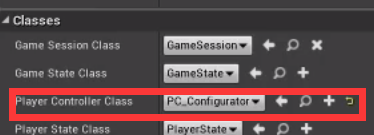 Classes
Game Session Class GameSession
Game State Class GameState
Player Controller Class PC_Configurator
Player State Class PlayerState